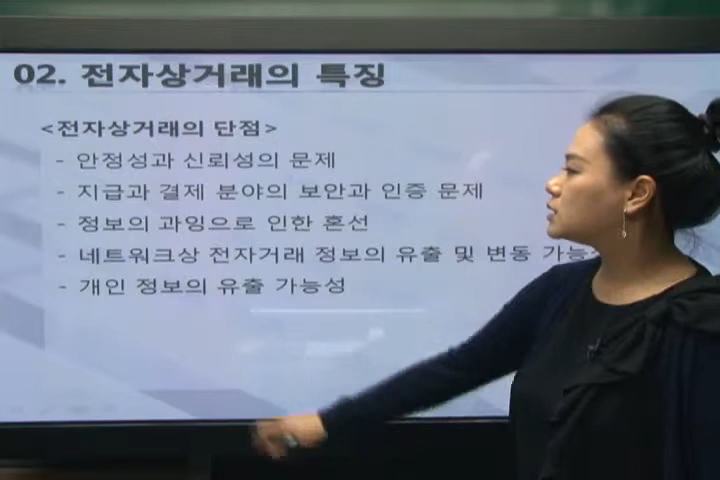 02. 전자상거래의 특징
<전자상거래의 단점>
- 안정성과 신뢰성의 문제
- 지급과 결제 분야의 보안과 인증 문제
- 정보의 과잉으로 인한 혼선
- 네트워크상 전자거래 정보의 유출 및 변동 가능
- 개인 정보의 유출 가능성